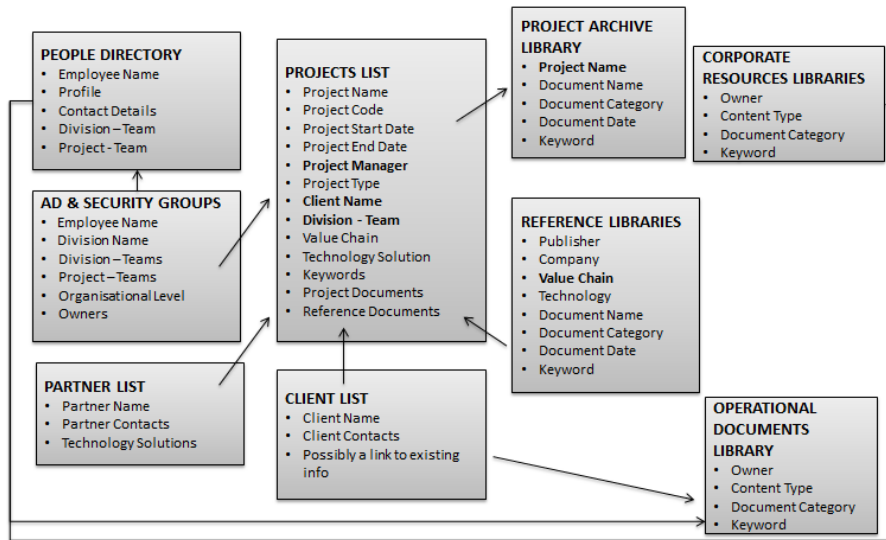 PEOPLE DIRECTORY
• Employee Name
• Profile
• Contact Details
• Division – Team
• Project - Team
AD & SECURITY GROUPS
• Employee Name
• Division Name
• Division – Teams
• Project – Teams
• Organisational Level
• Owners
PARTNER LIST
• Partner Name
• Partner Contacts
• Technology Solutions
PROJECTS LIST
• Project Name
• Project Code
• Project Start Date
• Project End Date
• Project Manager
• Project Type
• Client Name
• Division - Team
• Value Chain
• Technology Solution
• Keywords
• Project Documents
• Reference Documents
CLIENT LIST
• Client Name
• Client Contacts
• Possibly a link to existing
info
PROJECT ARCHIVE
LIBRARY
• Project Name
• Document Name
• Document Category
• Document Date
• Keyword
CORPORATE
RESOURCES LIBRARIES
• Owner
• Content Type
• Document Category
• Keyword
REFERENCE LIBRARIES
• Publisher
• Company
• Value Chain
• Technology
• Document Name
• Document Category
• Document Date
• Keyword
OPERATIONAL
DOCUMENTS
LIBRARY
• Owner
• Content Type
• Document Category
• Keyword